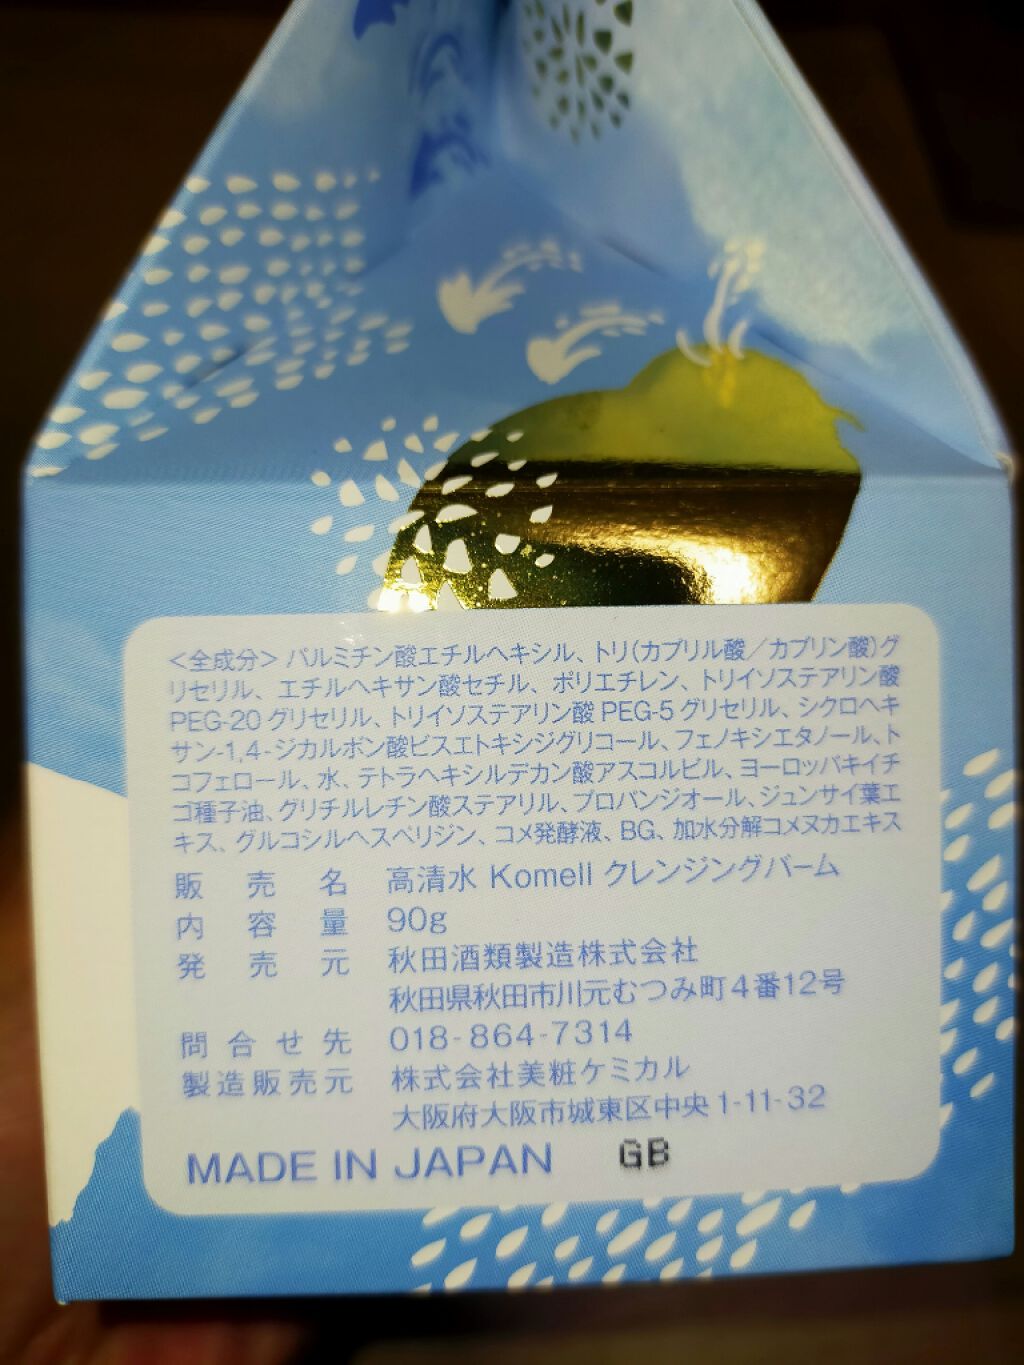 <全成分> パルミチン酸エチルヘキシル、トリ(カプリル酸/カプリン酸)グ
リセリル、エチルヘキサン酸セチル、ポリエチレン、トリイソステアリン酸
PEG-20グリセリル、トリイソステアリン酸PEG-5グリセリル、シクロヘキ
サン-1,4-ジカルボン酸ビスエトキシジグリコール、フェノキシエタノール、ト
コフェロール、水、テトラヘキシルデカン酸アスコルビル、ヨーロッパキイチ
ゴ種子油、グリチルレチン酸ステアリル、プロパンジオール、ジュンサイ葉エ
キス、グルコシルヘスペリジン、コメ発酵液、BG、加水分解コメヌカエキス
販売名 高清水 Komell クレンジングバーム
内容量 90g
発売元 秋田酒類製造株式会社
秋田県秋田市川元むつみ町4番12号
問合せ先 018-864-7314
製造販売元 株式会社美粧ケミカル
大阪府大阪市城東区中央1-11-32
MADE IN JAPAN GB